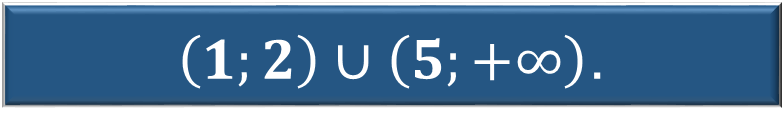 (1; 2) ∪ (5; +∞).